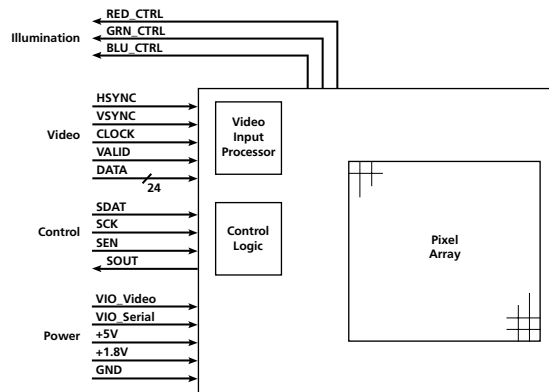 RED_CTRL
Illumination
GRN_CTRL
BLU_CTRL
HSYNC
VSYNC
Video
CLOCK
VALID
DATA
24
Video
Input
Processor
SDAT
Control
SCK
SEN
SOUT
Control
Logic
Pixel
Array
VIO_Video
VIO_Serial
Power
+5V
+1.8V
GND